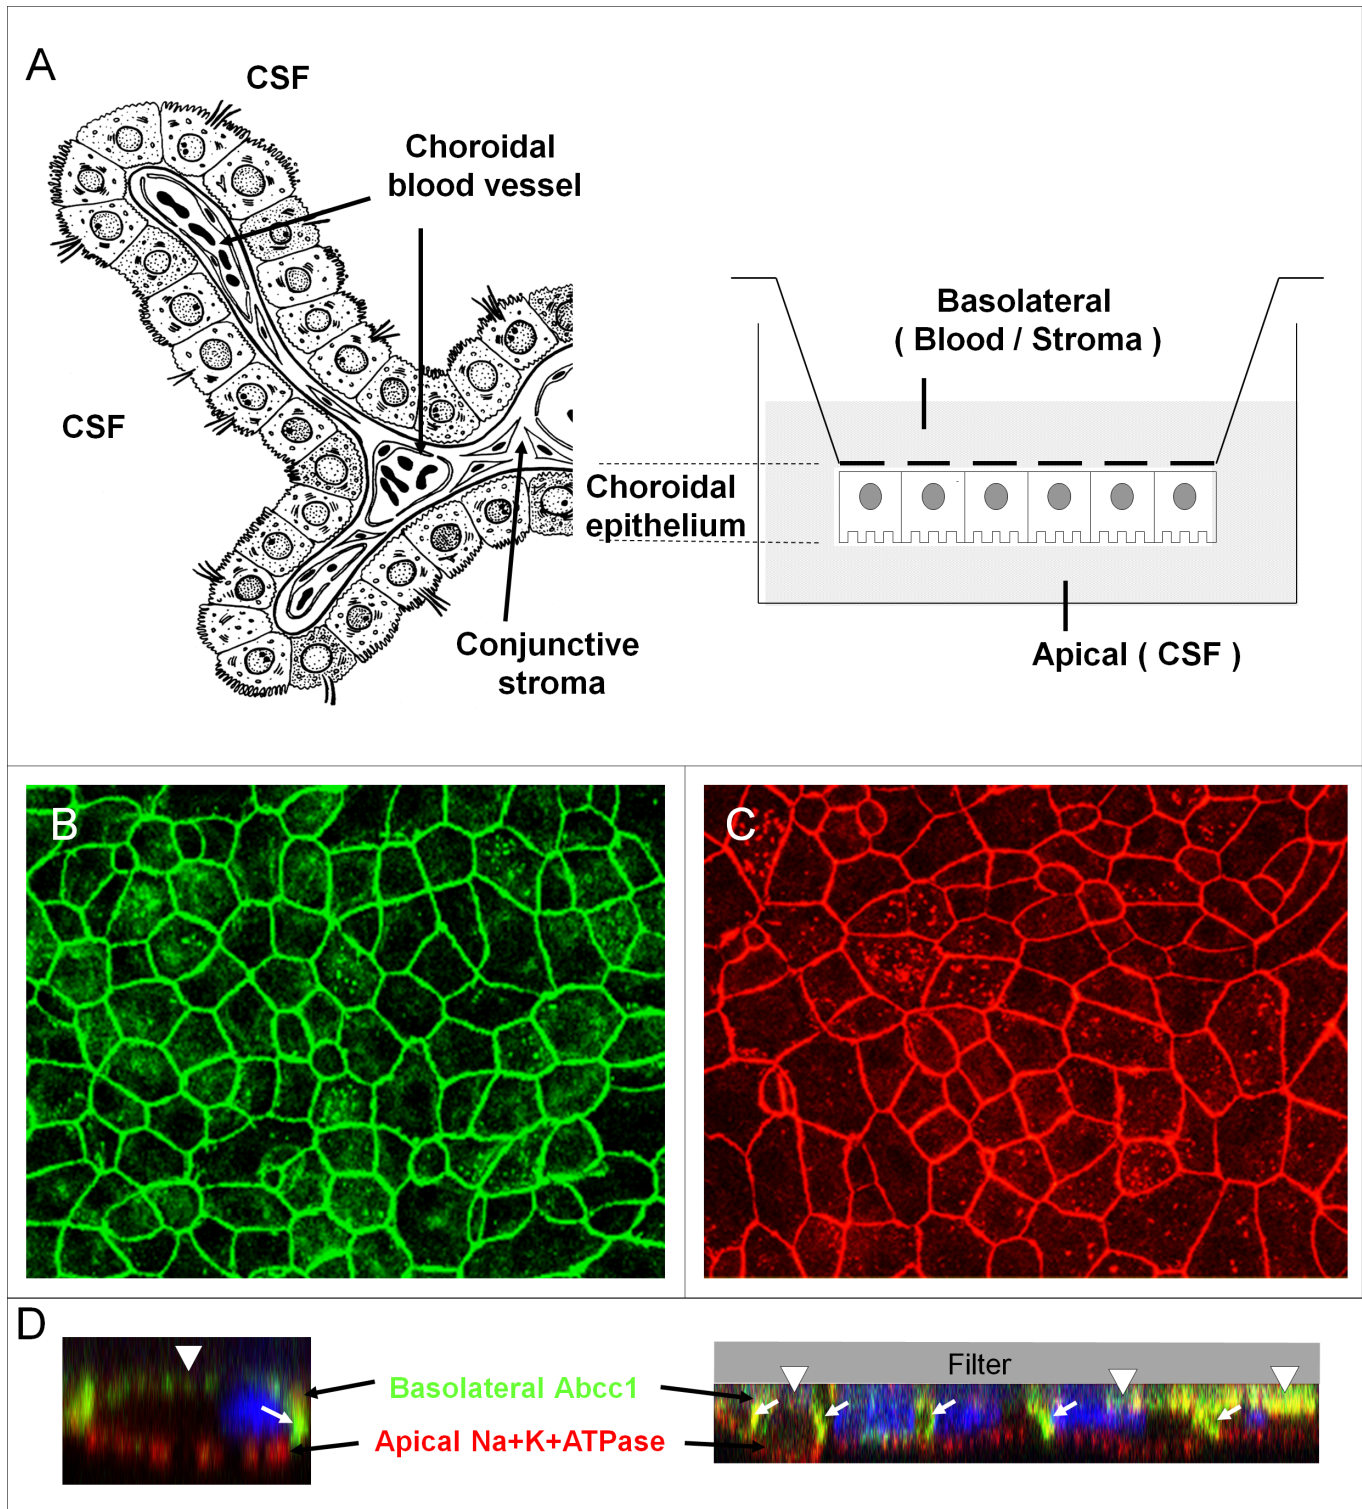 A
CSF
Choroidal
blood vessel
CSF
Conjunctive
stroma
Basolateral
( Blood / Stroma )
Choroidal
epithelium
Apical ( CSF )
B
C
D
Filter
Basolateral Abcc1
Apical Na+K+ATPase